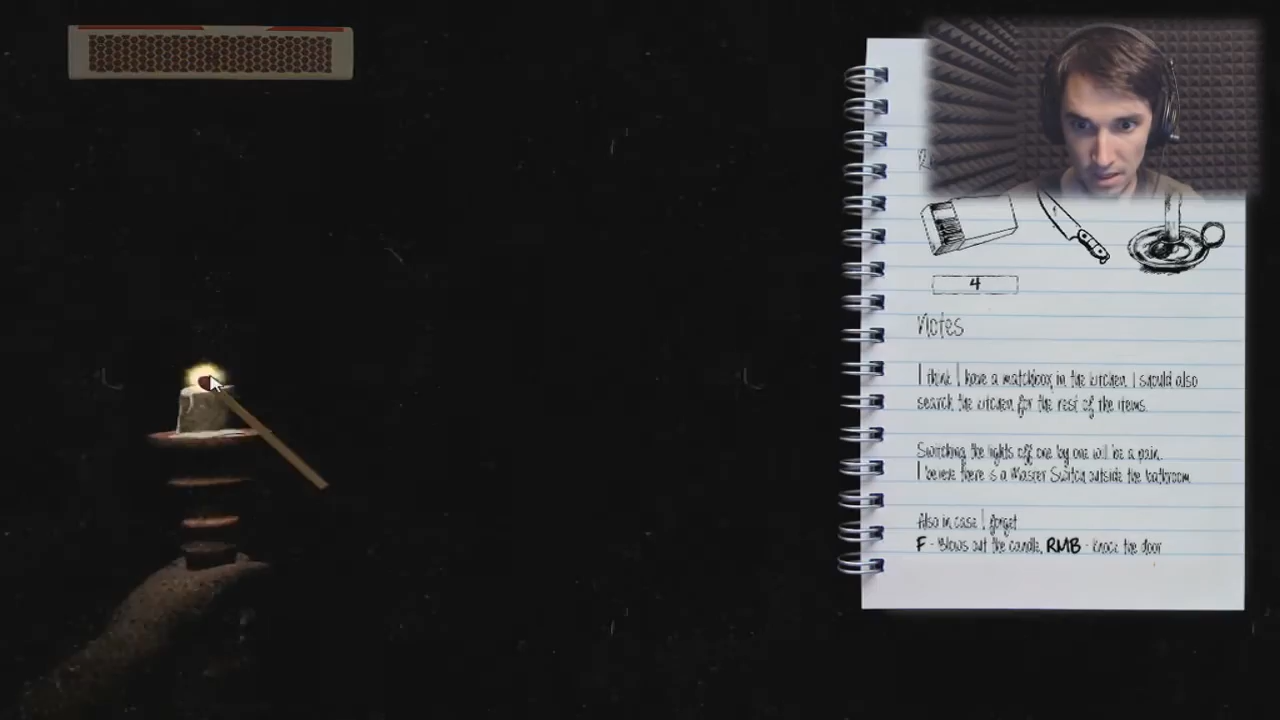 4
Notes
I think I have a matchbox in the kitchen. I should also
search the kitchen for the rest of the items.
Switching the lights off one by one will be a pain.
I believe there is a Master Switch outside the bathroom.
Also in case I forget
F - Blows out the candle, RMB - Knock the door